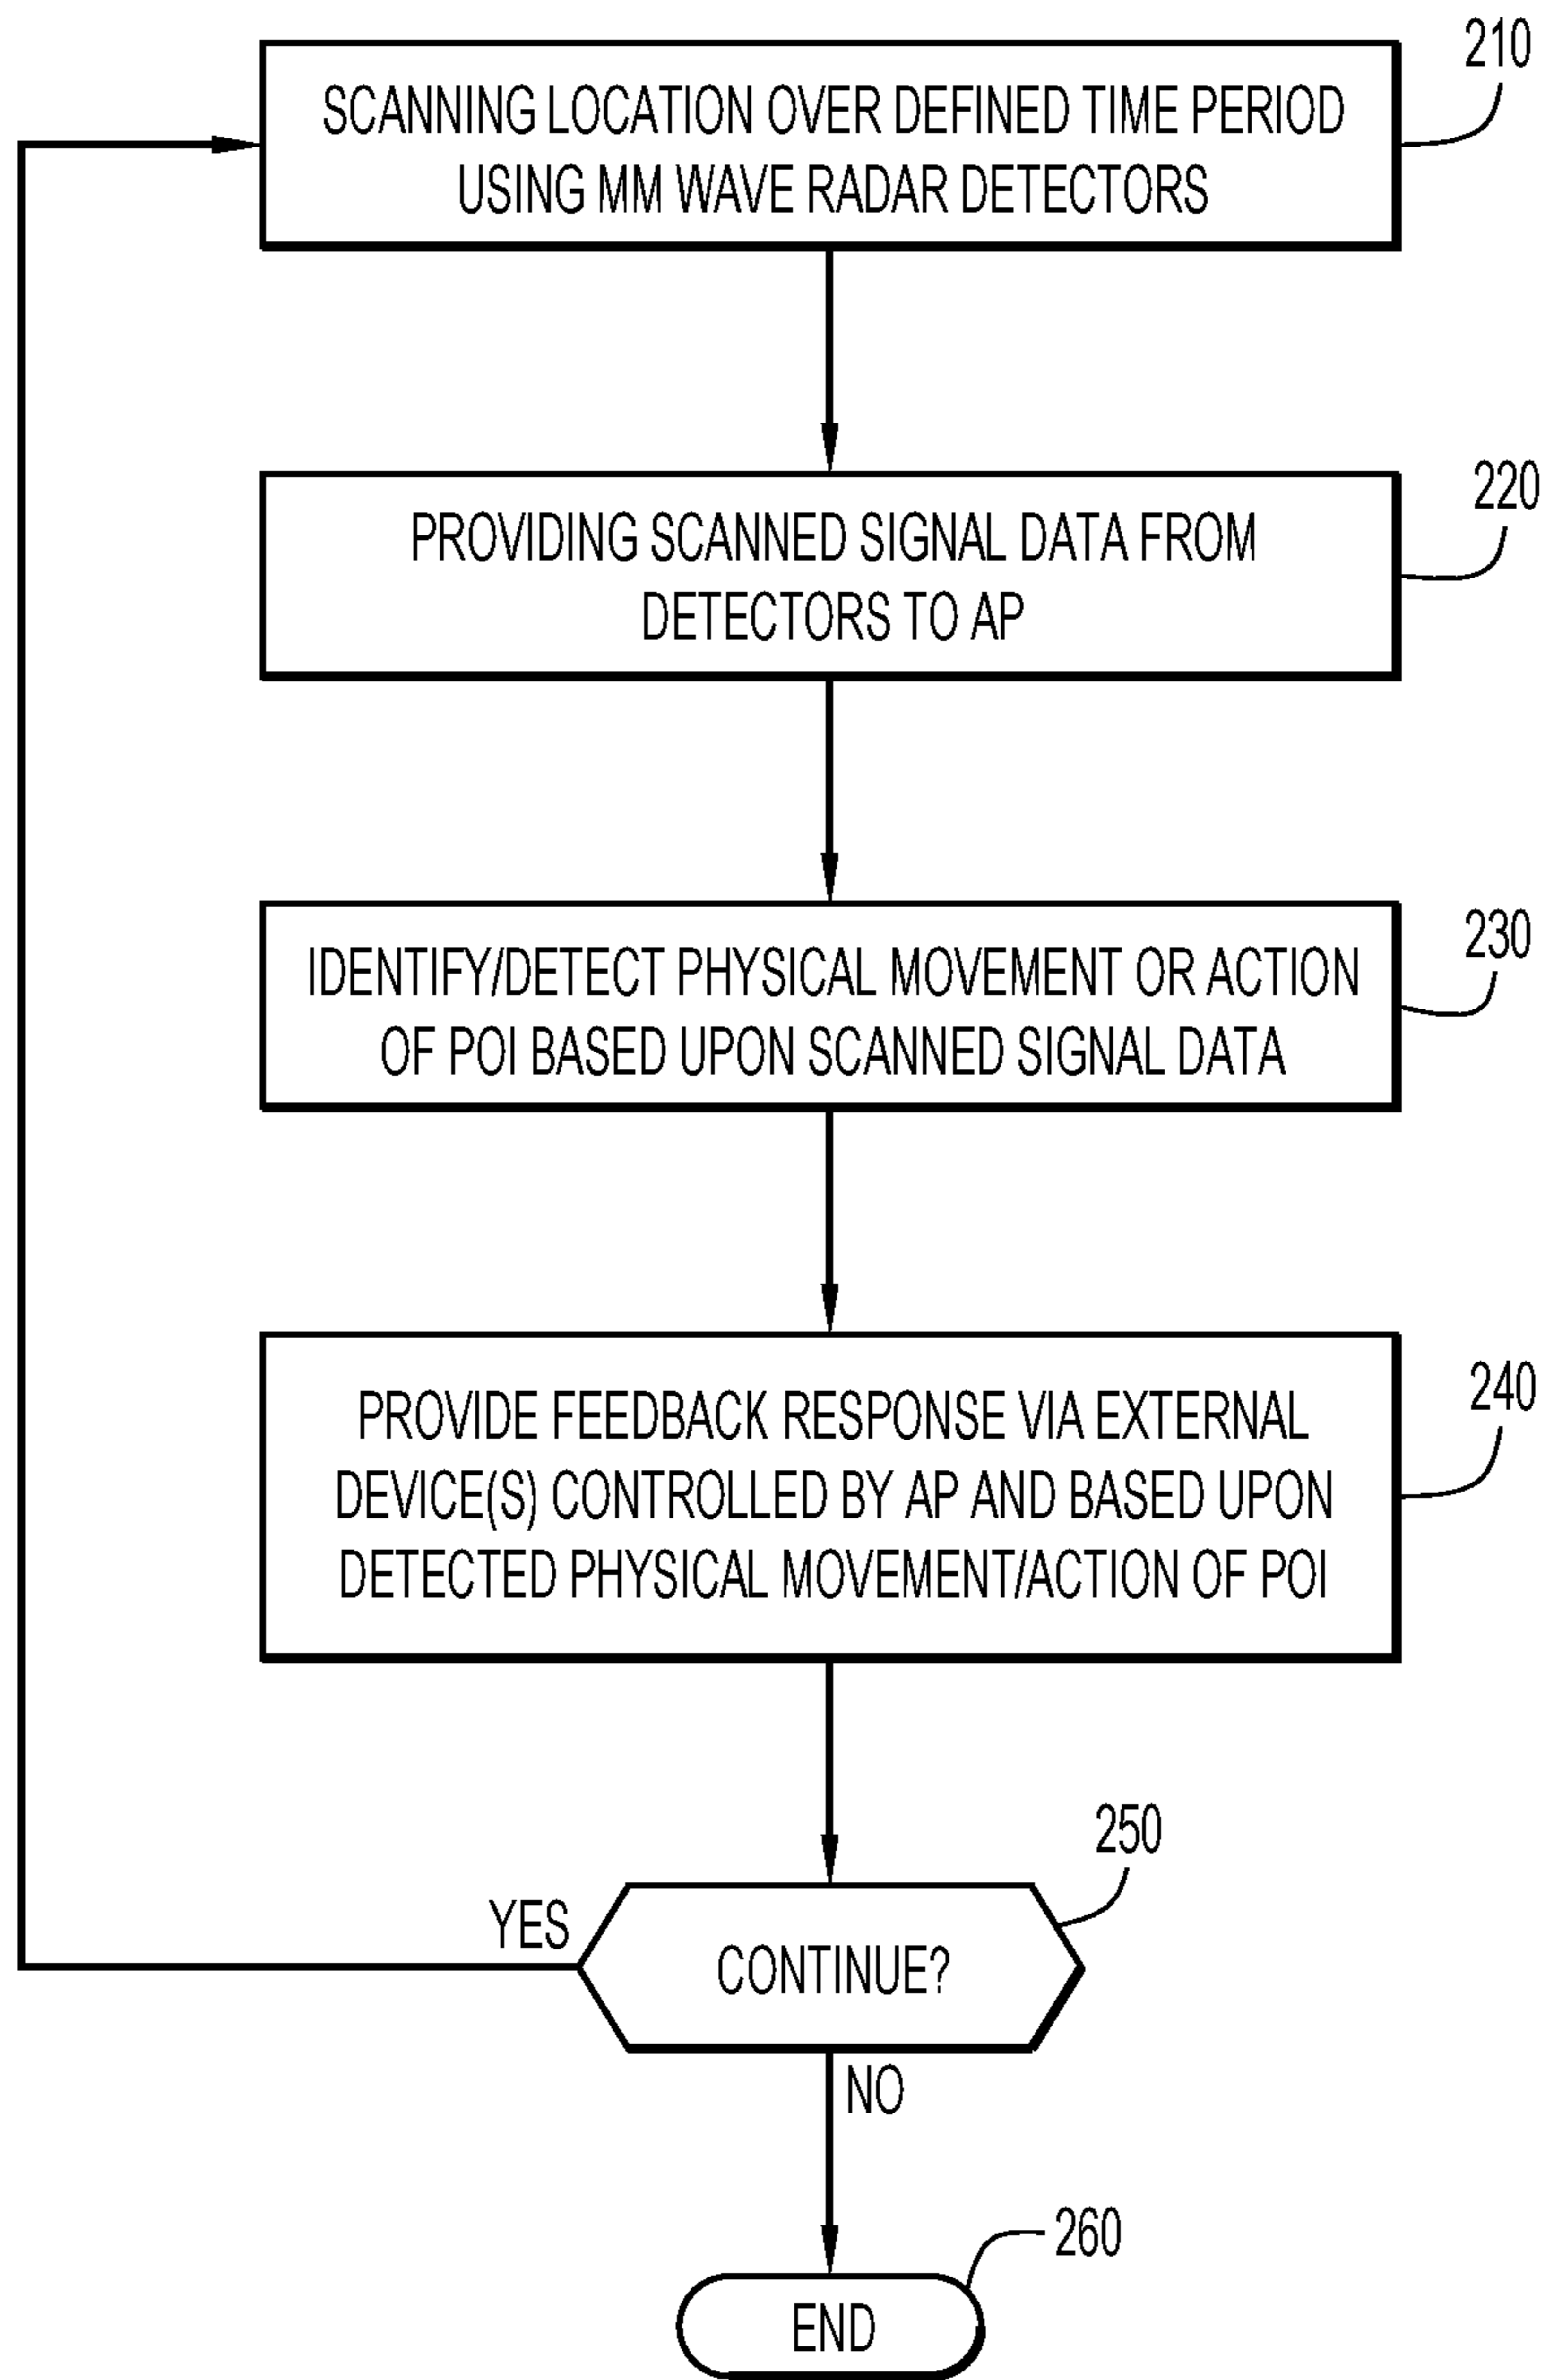 210
SCANNING LOCATION OVER DEFINED TIME PERIOD
USING MM WAVE RADAR DETECTORS
220
PROVIDING SCANNED SIGNAL DATA FROM
DETECTORS TO AP
230
IDENTIFY/DETECT PHYSICAL MOVEMENT OR ACTION
OF POI BASED UPON SCANNED SIGNAL DATA
240
PROVIDE FEEDBACK RESPONSE VIA EXTERNAL
DEVICE(S) CONTROLLED BY AP AND BASED UPON
DETECTED PHYSICAL MOVEMENT/ACTION OF POI
250
YES
CONTINUE?
NO
260
END